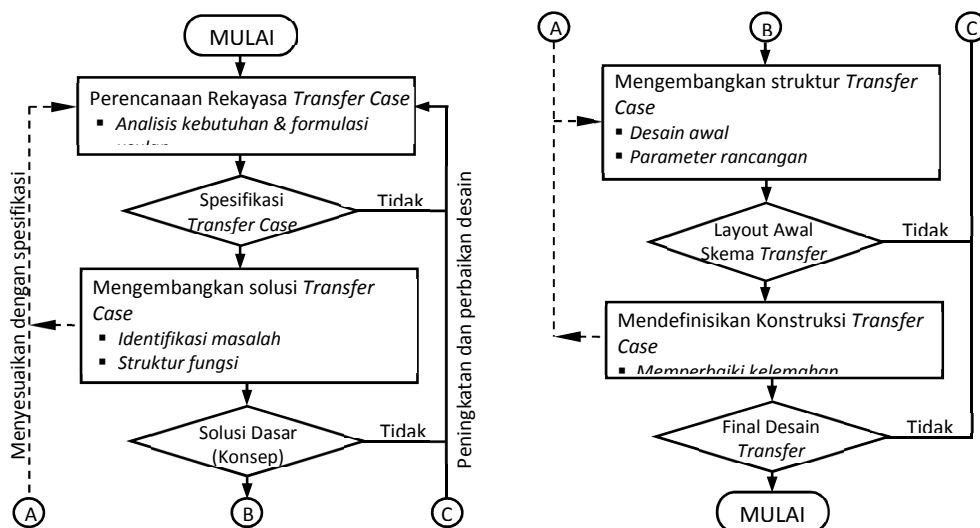 MULAI
Perencanaan Rekayasa Transfer Case
▪ Analisis kebutuhan & formulasi
Spesifikasi
Transfer Case
Tidak
Mengembangkan solusi Transfer
Case
▪ Identifikasi masalah
▪ Struktur fungsi
Solusi Dasar
(Konsep)
Tidak
Menyesuaikan dengan spesifikasi
Peningkatan dan perbaikan desain
A
B
C
A
B
C
Mengembangkan struktur Transfer
Case
▪ Desain awal
▪ Parameter rancangan
Layout Awal
Skema Transfer
Tidak
Mendefinisikan Konstruksi Transfer
Case
▪ Memperbaiki kelemahan
Final Desain
Transfer
Tidak
MULAI